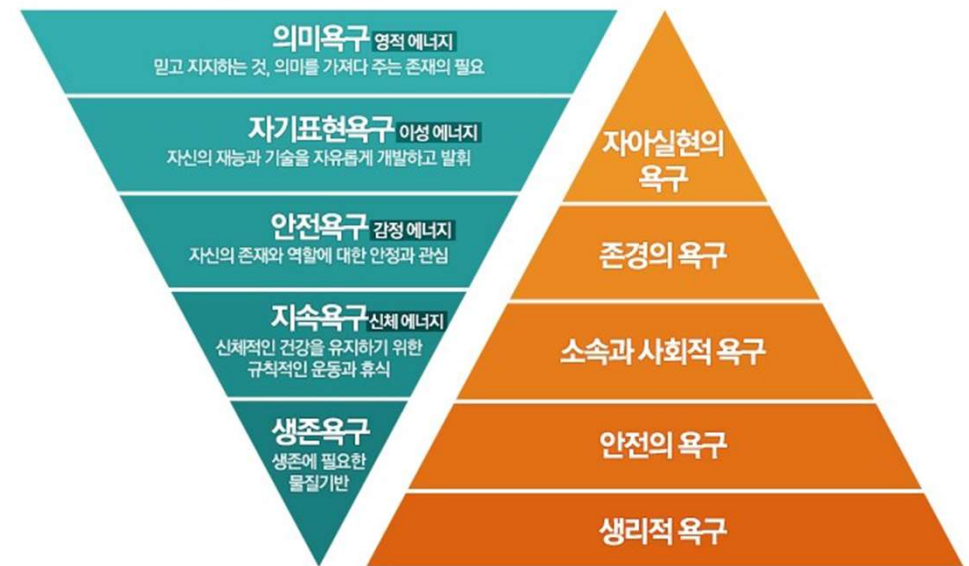 의미욕구 영적 에너지
믿고 지지하는 것, 의미를 가져다 주는 존재의 필요
자기표현욕구 이성 에너지
자신의 재능과 기술을 자유롭게 개발하고 발휘
안전욕구 감정 에너지
자신의 존재와 역할에 대한 안정과 관심
지속욕구 신체 에너지
신체적인 건강을 유지하기 위한
규칙적인 운동과 휴식
생존욕구
생존에 필요한
물질기반
자아실현의
욕구
존경의 욕구
소속과 사회적 욕구
안전의 욕구
생리적 욕구